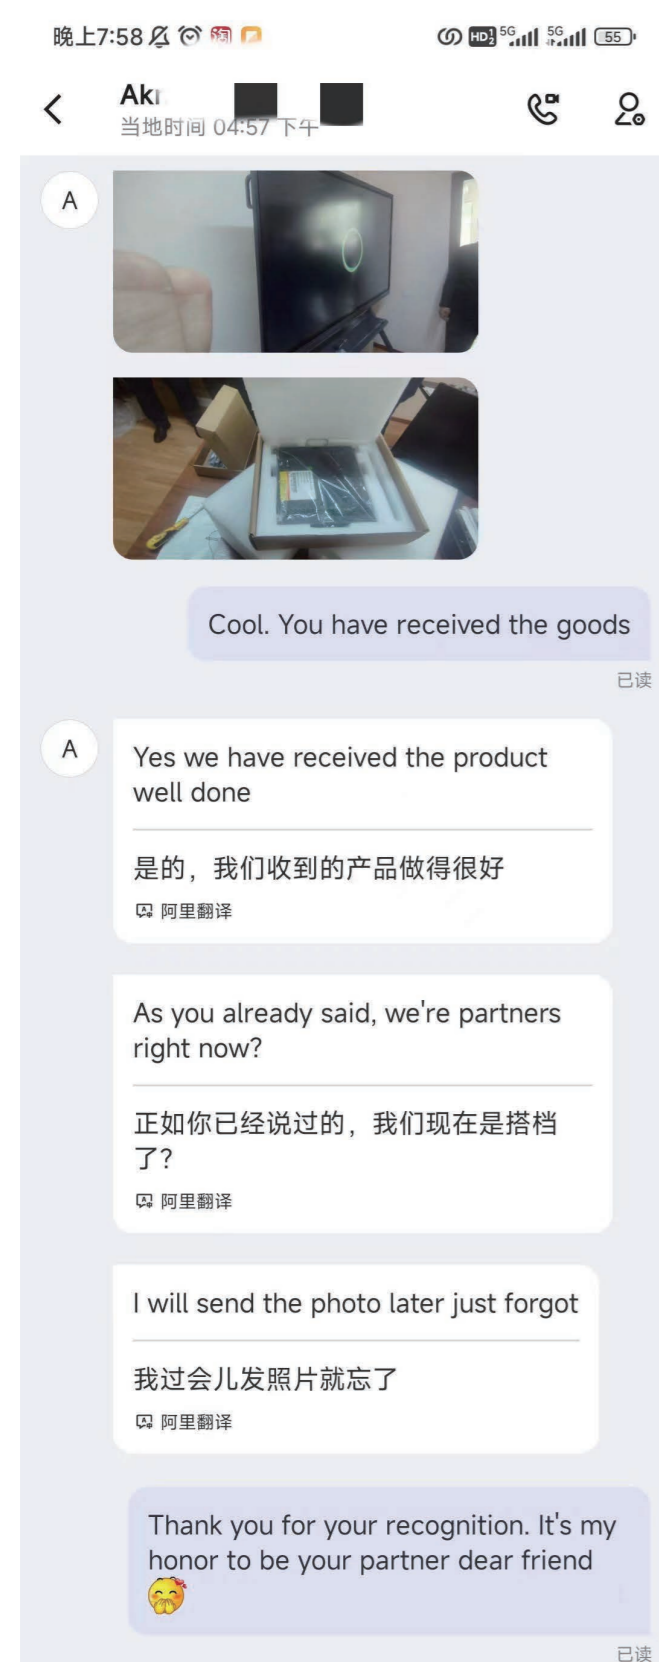 晚上7:58 淘
HD 5G 5G 55
Ak
当地时间 04:57 下午
A
Cool. You have received the goods
已读
A
Yes we have received the product
well done
是的，我们收到的产品做得很好
阿里翻译
As you already said, we're partners
right now?
正如你已经说过的，我们现在是搭档
了？
阿里翻译
I will send the photo later just forgot
我过会儿发照片就忘了
阿里翻译
Thank you for your recognition. It's my
honor to be your partner dear friend
已读